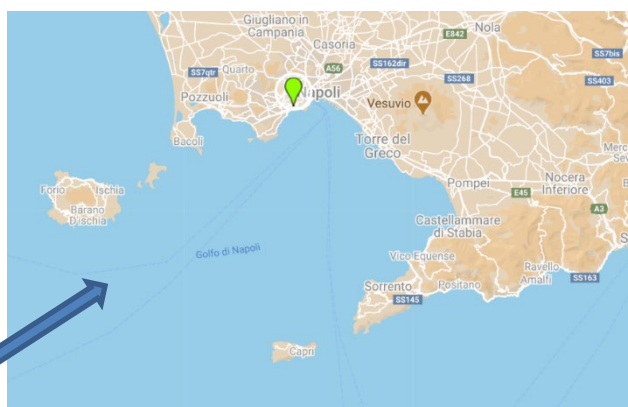 Giugliano in
Campania
E842
Nola
Casoria
SS7bis
A56
SS162dir
SS7qtr
Quarto
SS268
SS403
Napoli
Pozzuoli
Vesuvio
Bacoli
Torre del
Greco
Forio
Ischia
Barano
D'ischia
Pompei
E45
Nocera
Inferiore
A3
Castellammare
di Stabia
Golfo di Napoli
Vico Equense
Ravello
Sorrento
Positano
Amalfi
SS163
SS145
Capri